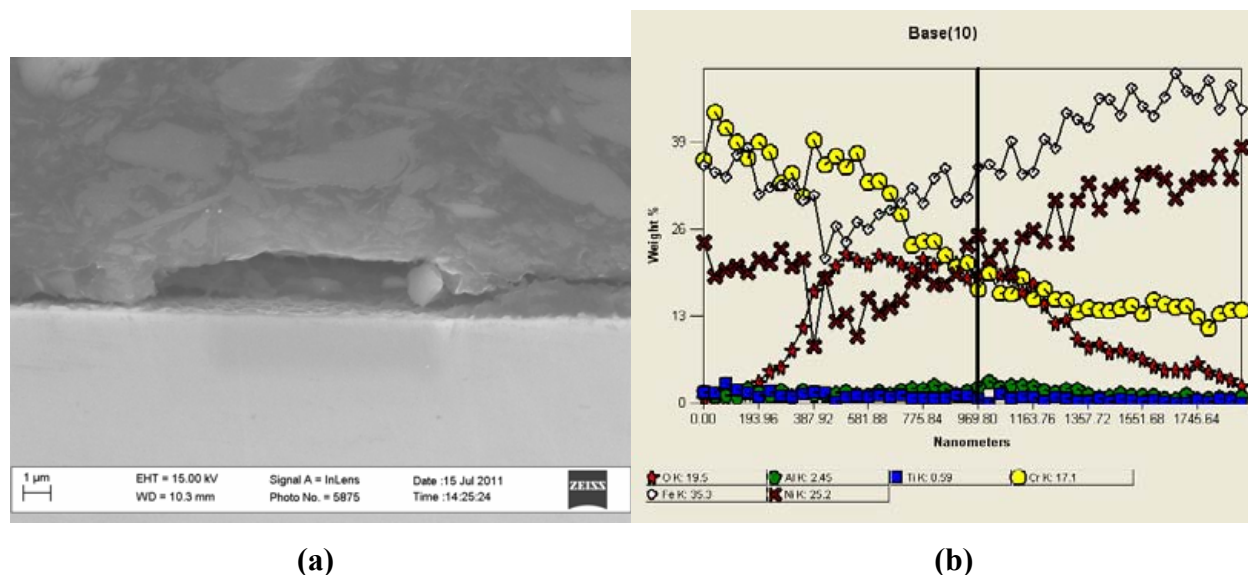 1 µm
EHT = 15.00 kV
Signal A = InLens
Date :15 Jul 2011
WD = 10.3 mm
Photo No. = 5875
Time :14:25:24
ZEISS
(a)
Base(10)
Weight %
39
26
13
0
0.00 193.96 387.92 581.88 775.84 969.80 1163.76 1357.72 1551.68 1745.64
Nanometers
O K: 19.5 Al K: 2.45 Ti K: 0.59 Cr K: 17.1
Fe K: 35.3 Ni K: 25.2
(b)